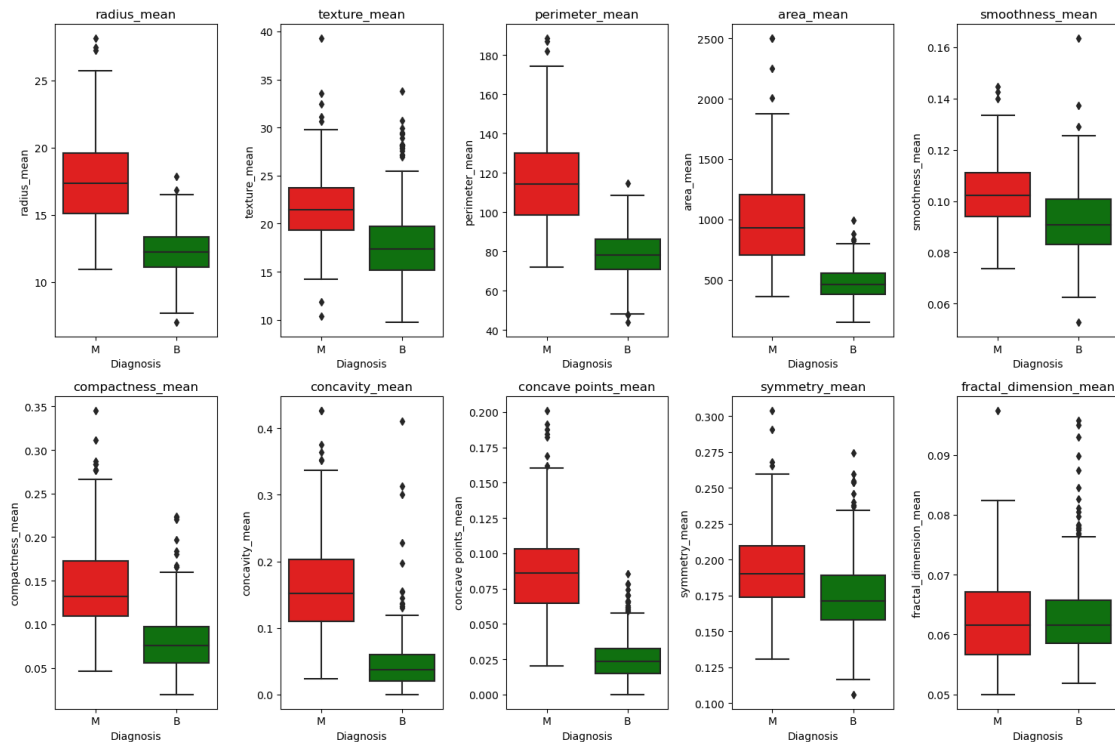 radius_mean
texture_mean
perimeter_mean
area_mean
smoothness_mean
radius_mean
25
20
15
10
M
B
Diagnosis
texture_mean
40
35
30
25
20
15
10
M
B
Diagnosis
perimeter_mean
180
160
140
120
100
80
60
40
M
B
Diagnosis
area_mean
2500
2000
1500
1000
500
M
B
Diagnosis
smoothness_mean
0.16
0.14
0.12
0.10
0.08
0.06
M
B
Diagnosis
compactness_mean
concavity_mean
concave points_mean
symmetry_mean
fractal_dimension_mean
compactness_mean
0.35
0.30
0.25
0.20
0.15
0.10
0.05
M
B
Diagnosis
concavity_mean
0.4
0.3
0.2
0.1
0.0
M
B
Diagnosis
concave points_mean
0.200
0.175
0.150
0.125
0.100
0.075
0.050
0.025
0.000
M
B
Diagnosis
symmetry_mean
0.300
0.275
0.250
0.225
0.200
0.175
0.150
0.125
0.100
M
B
Diagnosis
fractal_dimension_mean
0.09
0.08
0.07
0.06
0.05
M
B
Diagnosis